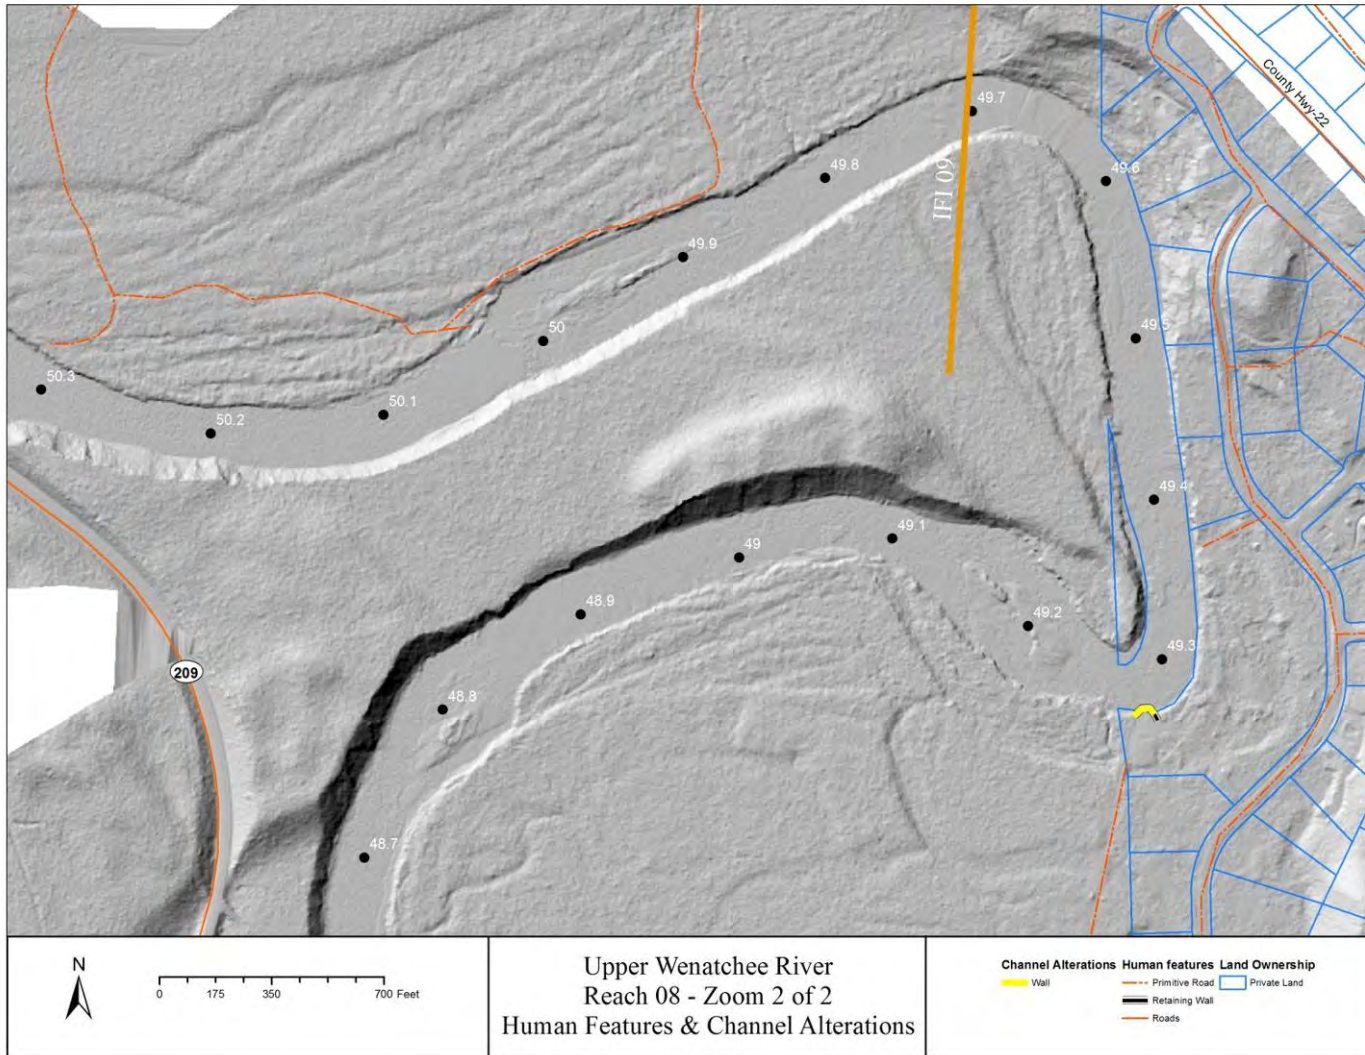 County Hwy-22
49.7
49.6
49.8
IFI 09
49.9
49.5
50
50.3
50.1
50.2
49.4
49.1
49
48.9
49.2
49.3
209
48.8
48.7
N
0 175 350 700 Feet
Upper Wenatchee River
Reach 08 - Zoom 2 of 2
Human Features & Channel Alterations
Channel Alterations
Wall
Human features
Primitive Road
Retaining Wall
Roads
Land Ownership
Private Land